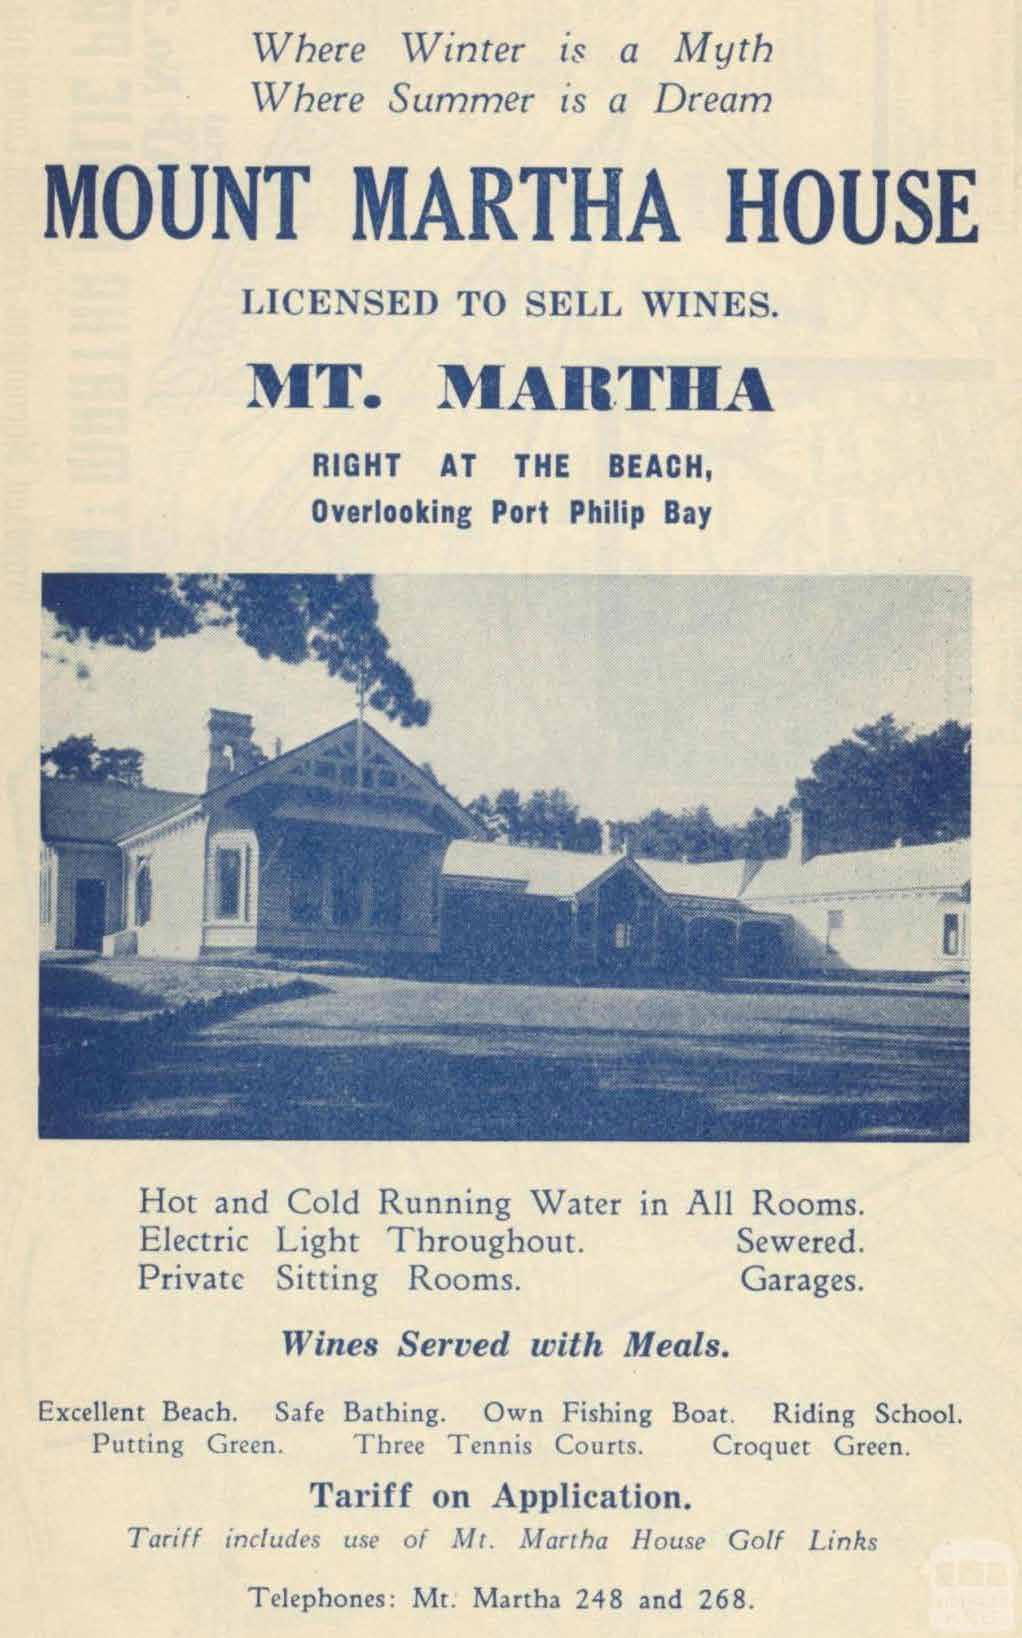 Where Winter is a Myth
Where Summer is a Dream
MOUNT MARTHA HOUSE
LICENSED TO SELL WINES.
MT. MARTHA
RIGHT AT THE BEACH,
Overlooking Port Philip Bay
Hot and Cold Running Water in All Rooms.
Electric Light Throughout. Sewered.
Private Sitting Rooms. Garages.
Wines Served with Meals.
Excellent Beach. Safe Bathing. Own Fishing Boat. Riding School.
Putting Green. Three Tennis Courts. Croquet Green.
Tariff on Application.
Tariff includes use of Mt. Martha House Golf Links
Telephones: Mt. Martha 248 and 268.